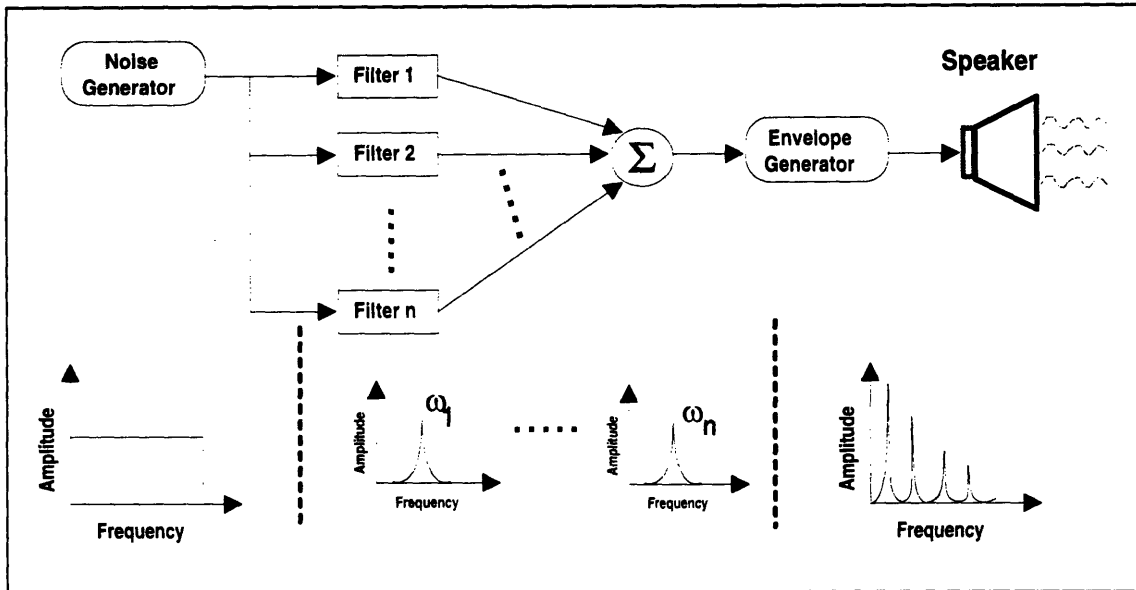 Noise
Generator
Filter 1
Filter 2
Filter n
Σ
Envelope
Generator
Speaker
Amplitude
Frequency
Amplitude
ω1
Frequency
Amplitude
ωn
Frequency
Amplitude
Frequency